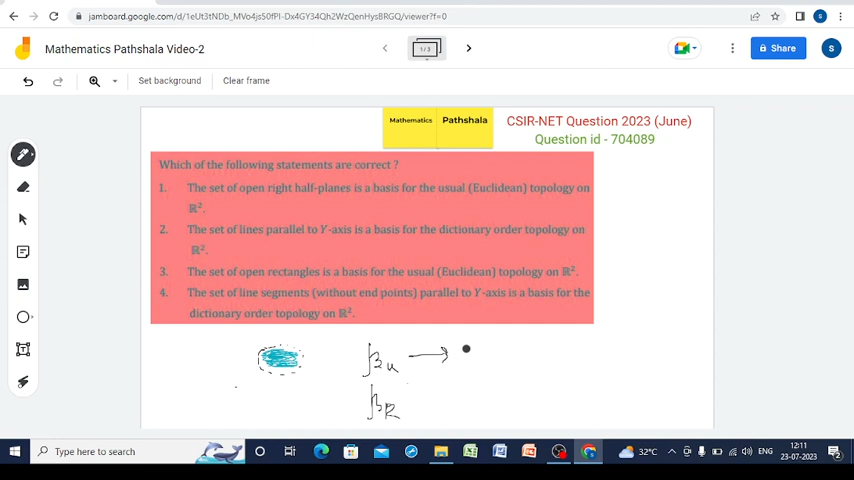 jamboard.google.com/d/1eUt3tNDb_MVo4js50fPI-Dx4GY34Qh2WzQenHysBRGQ/viewer?f=0
S
Mathematics Pathshala Video-2
1/3
Share
S
Set background
Clear frame
Mathematics
Pathshala
CSIR-NET Question 2023 (June)
Question id - 704089
Which of the following statements are correct ?
1. The set of open right half-planes is a basis for the usual (Euclidean) topology on
ℝ².
2. The set of lines parallel to Y-axis is a basis for the dictionary order topology on
ℝ².
3. The set of open rectangles is a basis for the usual (Euclidean) topology on ℝ².
4. The set of line segments (without end points) parallel to Y-axis is a basis for the
dictionary order topology on ℝ².
β_u →
β_R
Type here to search
32°C
ENG
12:11
23-07-2023
2